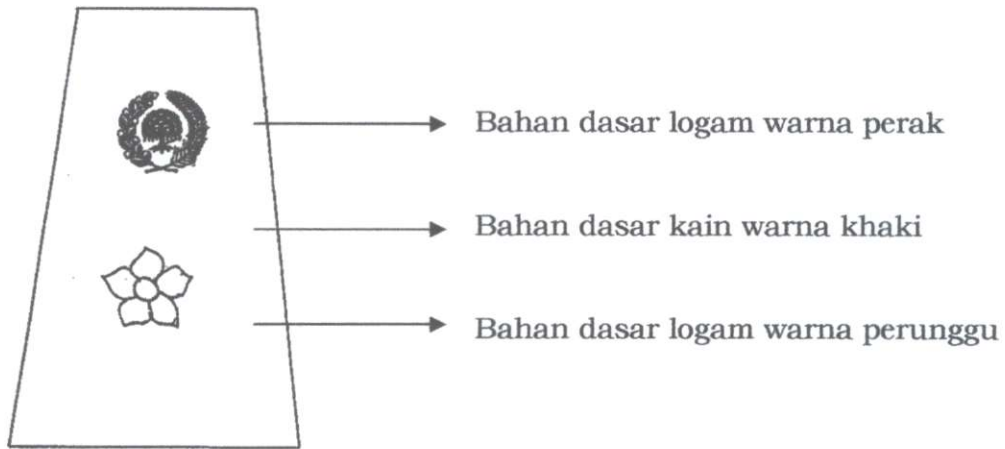 Bahan dasar logam warna perak
Bahan dasar kain warna khaki
Bahan dasar logam warna perunggu